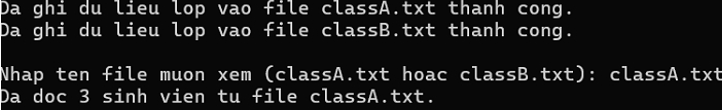 Da ghi du lieu lop vao file classA.txt thanh cong.
Da ghi du lieu lop vao file classB.txt thanh cong.
Nhap ten file muon xem (classA.txt hoac classB.txt): classA.txt
Da doc 3 sinh vien tu file classA.txt.